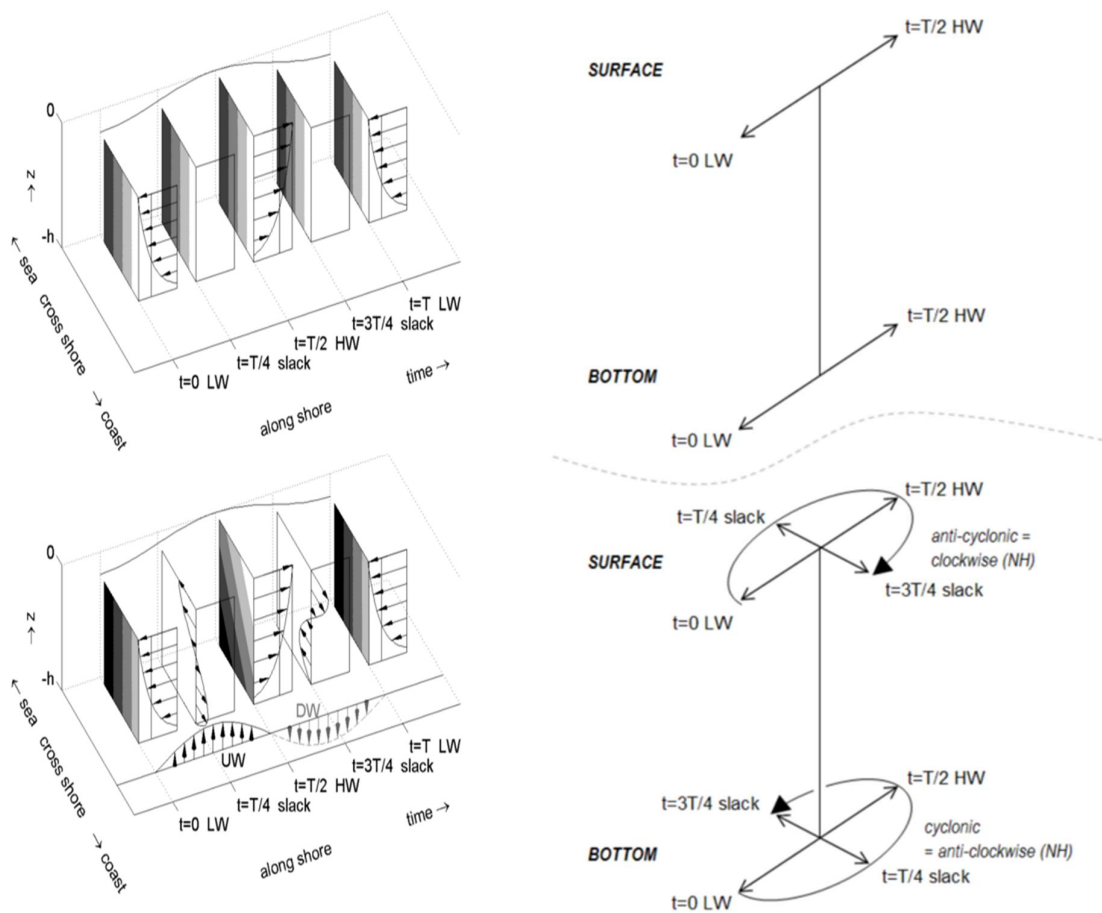 0
z →
-h
← sea cross shore → coast
t=0 LW
t=T/4 slack
t=T/2 HW
t=3T/4 slack
t=T LW
along shore
time →
SURFACE
t=T/2 HW
t=0 LW
BOTTOM
t=T/2 HW
t=0 LW
0
z →
-h
← sea cross shore → coast
UW
DW
t=0 LW
t=T/4 slack
t=T/2 HW
t=3T/4 slack
t=T LW
along shore
time →
SURFACE
t=T/4 slack
t=T/2 HW
anti-cyclonic =
clockwise (NH)
t=3T/4 slack
t=0 LW
BOTTOM
t=3T/4 slack
t=T/2 HW
cyclonic
= anti-clockwise (NH)
t=T/4 slack
t=0 LW